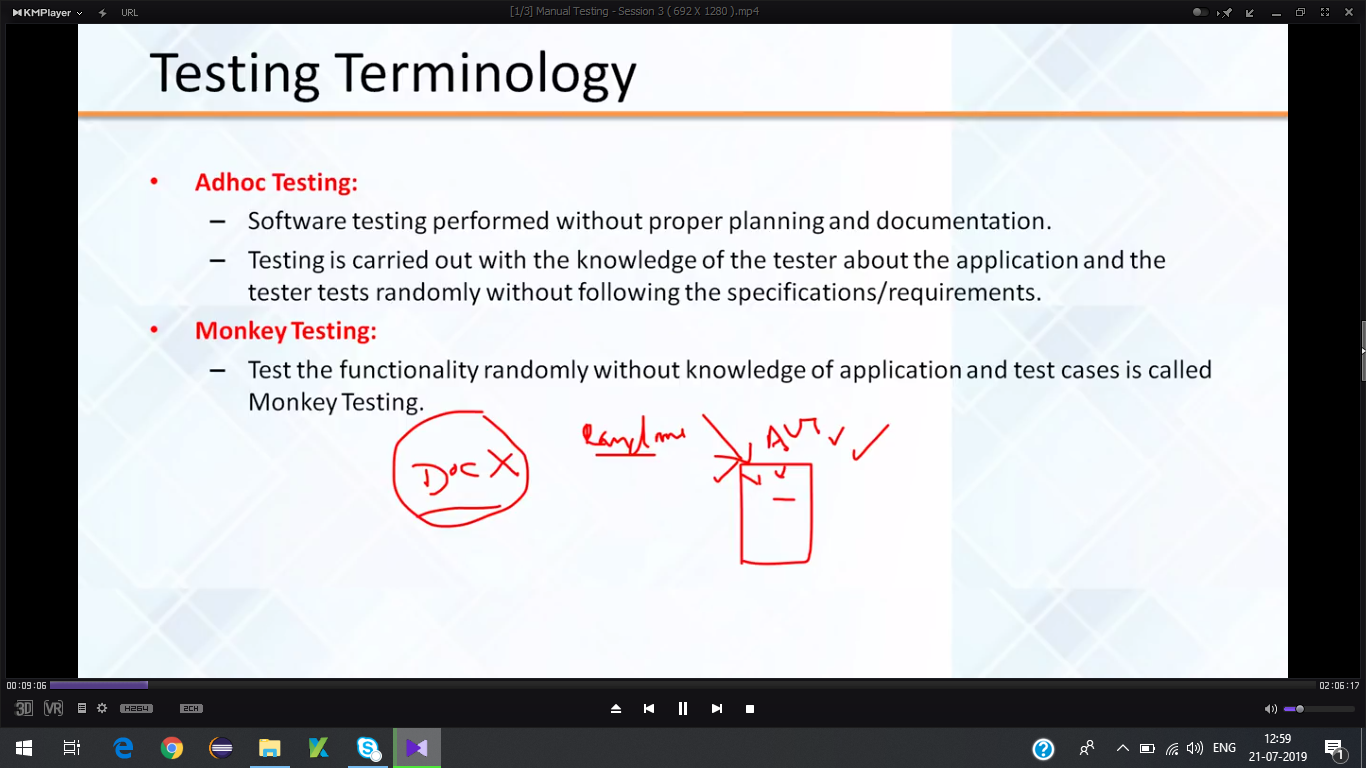 KMPlayer
URL
[1/3] Manual Testing - Session 3 ( 692 X 1280 ).mp4
Testing Terminology
• Adhoc Testing:
– Software testing performed without proper planning and documentation.
– Testing is carried out with the knowledge of the tester about the application and the
tester tests randomly without following the specifications/requirements.
• Monkey Testing:
– Test the functionality randomly without knowledge of application and test cases is called
Monkey Testing.
AUT
Doc X
00:09:06
02:06:17
3D VR H264 2CH
ENG
12:59
21-07-2019
1